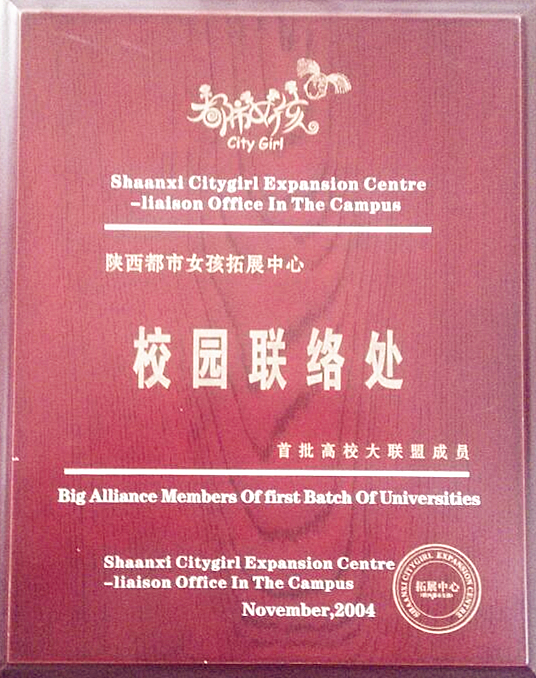 都市女孩
City Girl
Shaanxi Citygirl Expansion Centre
-liaison Office In The Campus
陕西都市女孩拓展中心
校园联络处
首批高校大联盟成员
Big Alliance Members Of first Batch Of Universities
Shaanxi Citygirl Expansion Centre
-liaison Office In The Campus
November,2004
SHAANXI CITYGIRL EXPANSION CENTRE
拓展中心